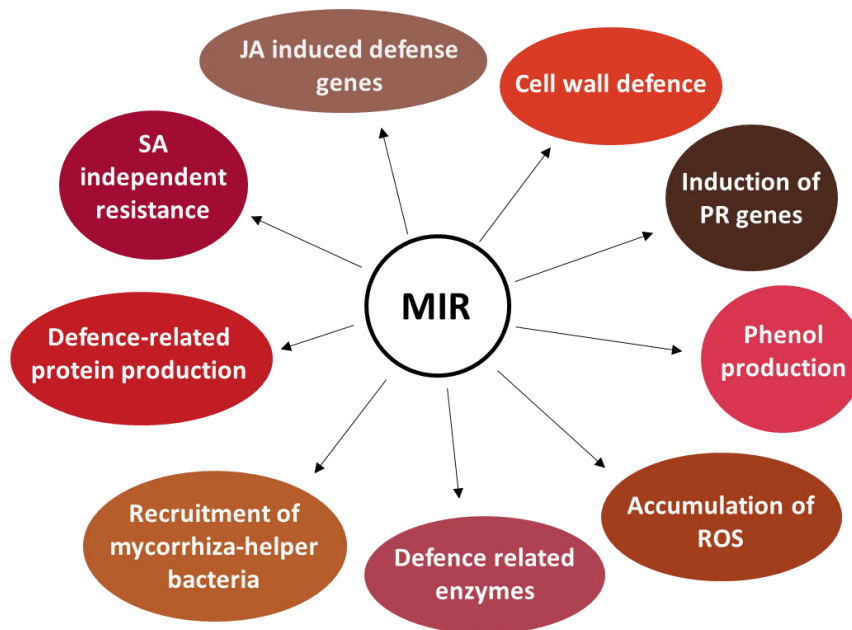 JA induced defense
genes
Cell wall defence
SA
independent
resistance
Induction of
PR genes
MIR
Defence-related
protein production
Phenol
production
Recruitment of
mycorrhiza-helper
bacteria
Defence related
enzymes
Accumulation of
ROS